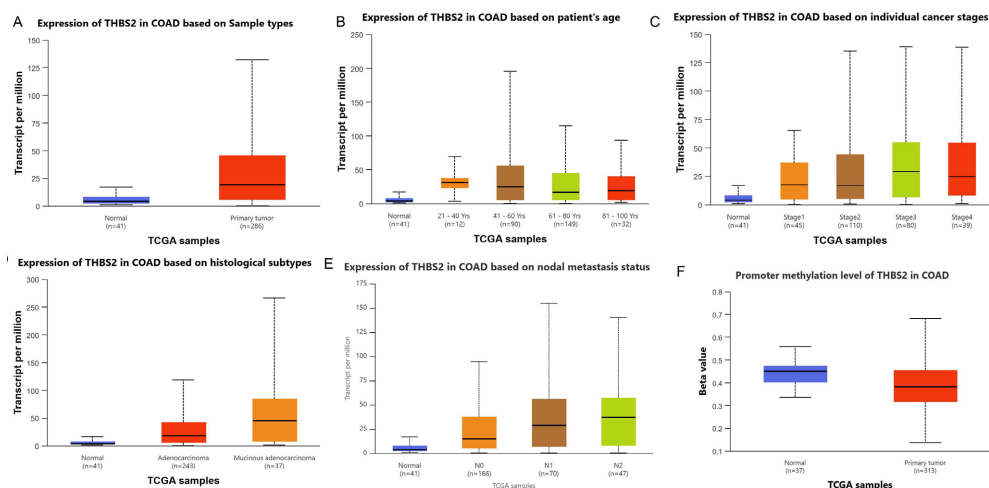 A
Expression of THBS2 in COAD based on Sample types
Transcript per million
150
125
100
75
50
25
0
Normal
(n=41)
Primary tumor
(n=286)
TCGA samples
B
Expression of THBS2 in COAD based on patient's age
Transcript per million
250
200
150
100
50
0
Normal
(n=41)
21 - 40 Yrs
(n=12)
41 - 60 Yrs
(n=90)
61 - 80 Yrs
(n=149)
81 - 100 Yrs
(n=32)
TCGA samples
C
Expression of THBS2 in COAD based on individual cancer stages
Transcript per million
150
125
100
75
50
25
0
Normal
(n=41)
Stage1
(n=45)
Stage2
(n=110)
Stage3
(n=80)
Stage4
(n=39)
TCGA samples
Expression of THBS2 in COAD based on histological subtypes
Transcript per million
300
250
200
150
100
50
0
Normal
(n=41)
Adenocarcinoma
(n=243)
Mucinous adenocarcinoma
(n=37)
TCGA samples
E
Expression of THBS2 in COAD based on nodal metastasis status
Transcript per million
175
150
125
100
75
50
25
0
Normal
(n=41)
N0
(n=166)
N1
(n=70)
N2
(n=47)
TCGA samples
F
Promoter methylation level of THBS2 in COAD
Beta value
0.8
0.7
0.6
0.5
0.4
0.3
0.2
0.1
Normal
(n=37)
Primary tumor
(n=313)
TCGA samples